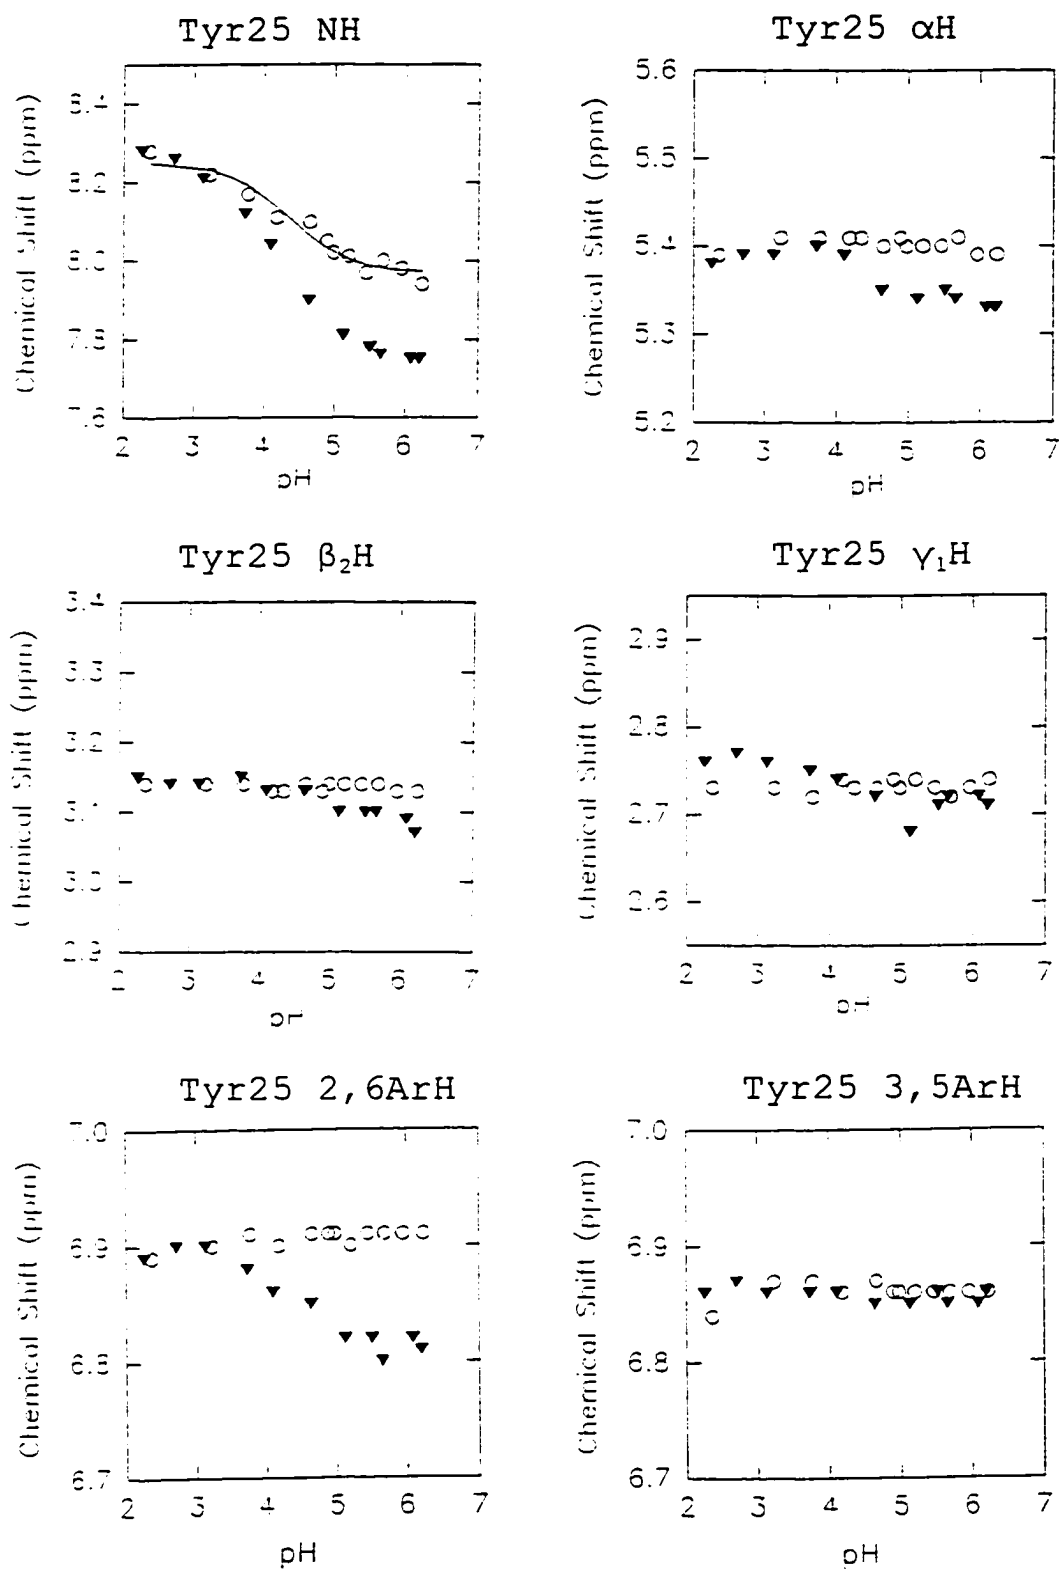 Tyr25 NH
Chemical Shift (ppm)
8.4
8.2
8.0
7.8
7.6
2 3 4 5 6 7
pH
Tyr25 αH
Chemical Shift (ppm)
5.6
5.5
5.4
5.3
5.2
2 3 4 5 6 7
pH
Tyr25 β₂H
Chemical Shift (ppm)
3.4
3.3
3.2
3.1
3.0
2.9
2 3 4 5 6 7
pH
Tyr25 γ₁H
Chemical Shift (ppm)
2.9
2.8
2.7
2.6
2 3 4 5 6 7
pH
Tyr25 2,6ArH
Chemical Shift (ppm)
7.0
6.9
6.8
6.7
2 3 4 5 6 7
pH
Tyr25 3,5ArH
Chemical Shift (ppm)
7.0
6.9
6.8
6.7
2 3 4 5 6 7
pH